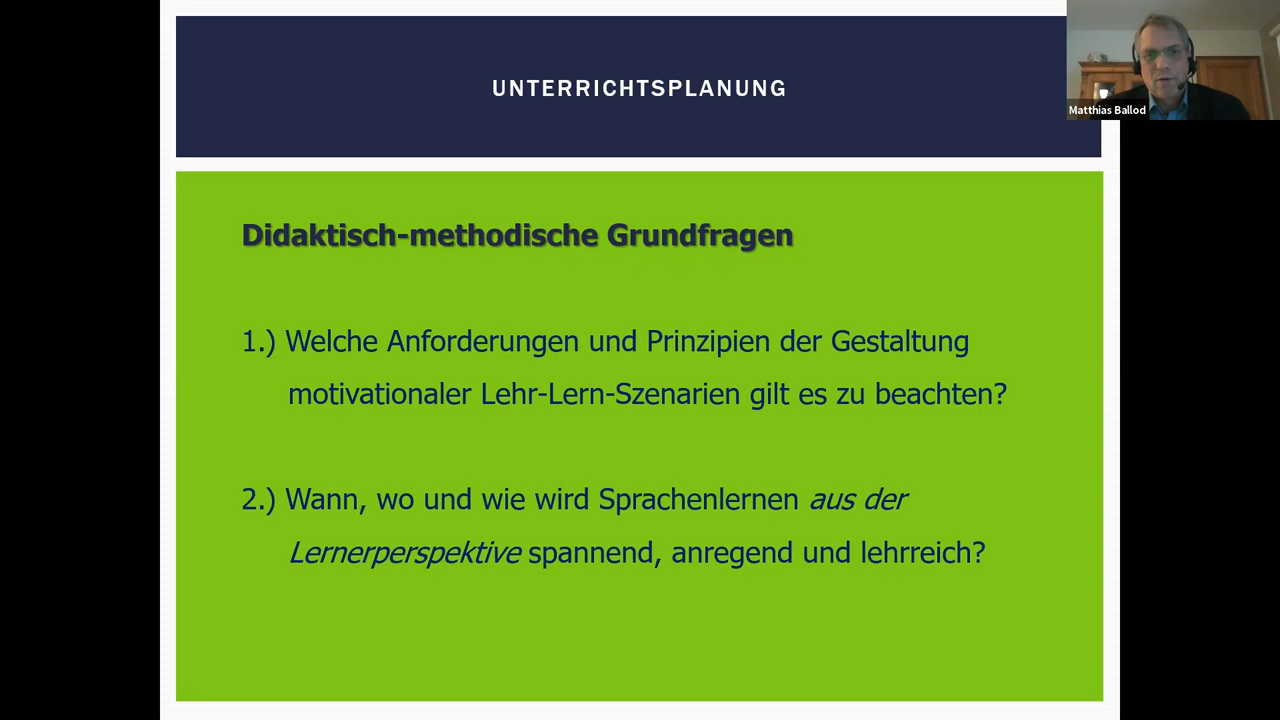 UNTERRICHTSPLANUNG
Matthias Ballod
Didaktisch-methodische Grundfragen
1.) Welche Anforderungen und Prinzipien der Gestaltung
motivationaler Lehr-Lern-Szenarien gilt es zu beachten?
2.) Wann, wo und wie wird Sprachenlernen aus der
Lernerperspektive spannend, anregend und lehrreich?